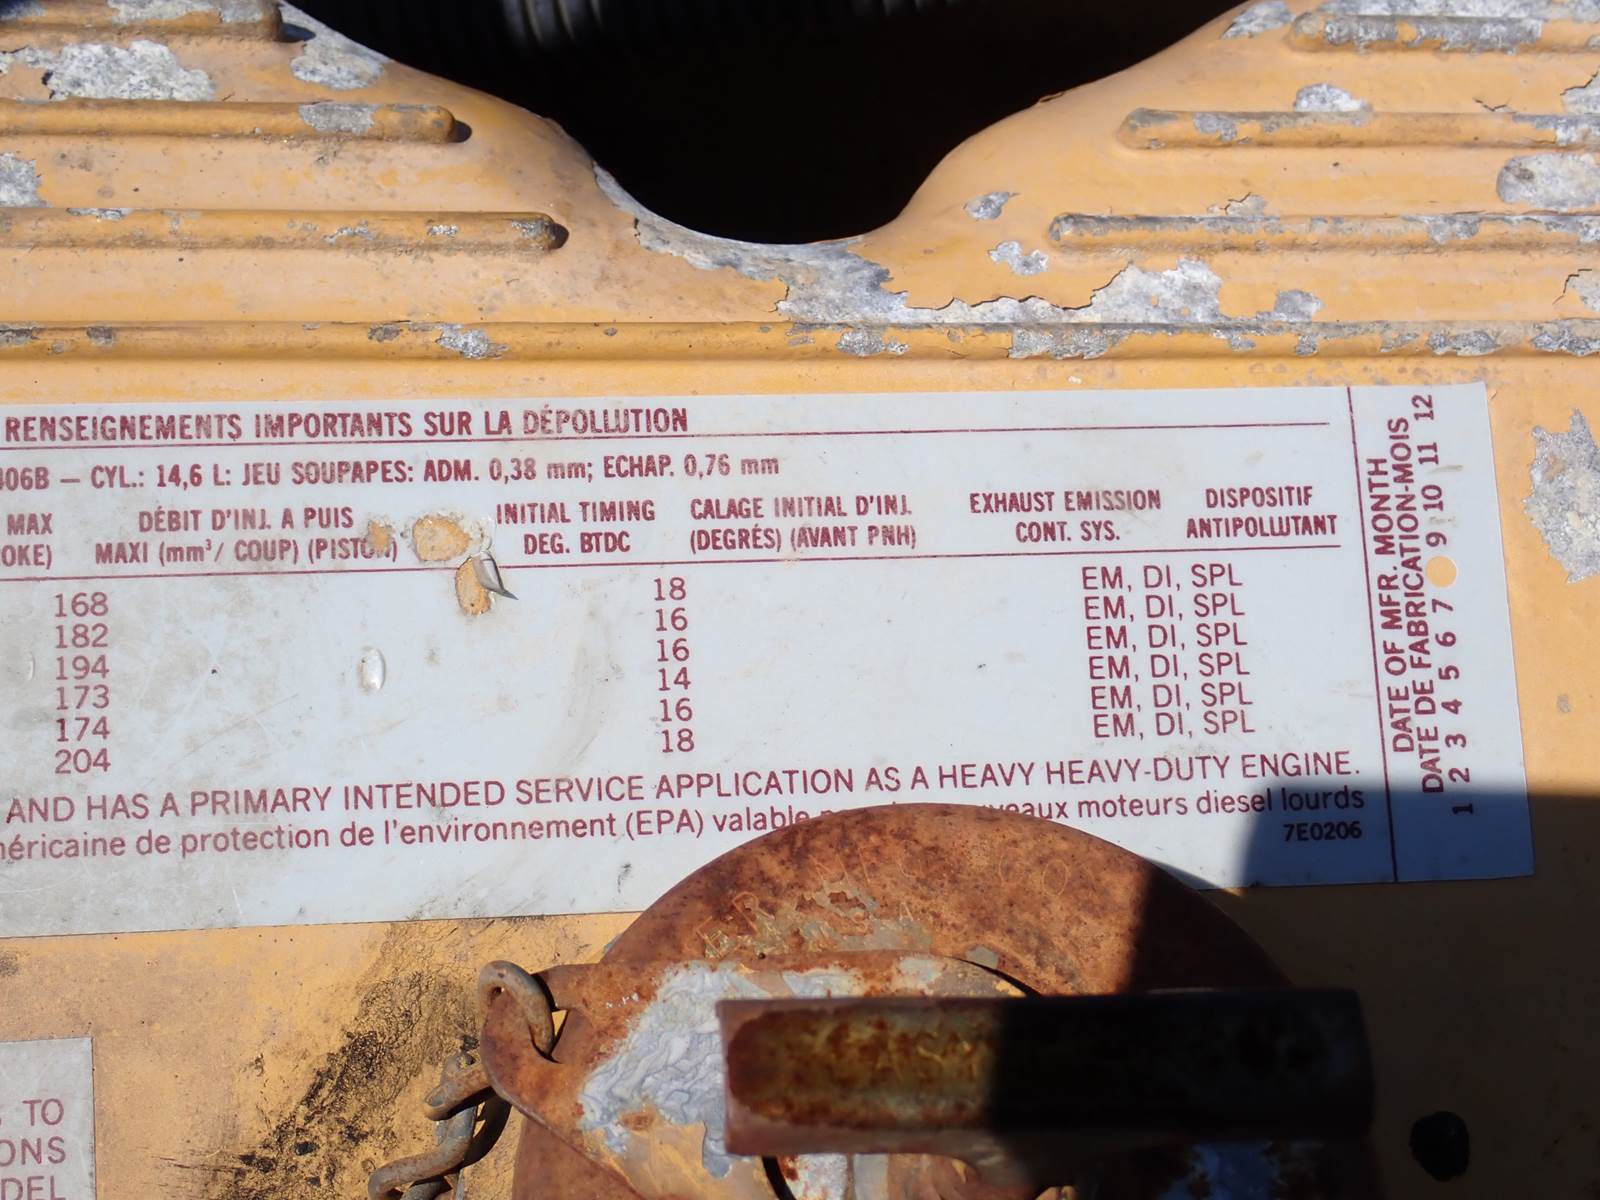 RENSEIGNEMENTS IMPORTANTS SUR LA DÉPOLLUTION
406B – CYL.: 14,6 L: JEU SOUPAPES: ADM. 0,38 mm; ECHAP. 0,76 mm
MAX DÉBIT D'INJ. A PUIS INITIAL TIMING CALAGE INITIAL D'INJ. EXHAUST EMISSION DISPOSITIF
OKE) MAXI (mm³/ COUP) (PISTON) DEG. BTDC (DEGRÉS) (AVANT PNH) CONT. SYS. ANTIPOLLUTANT
168 18 EM, DI, SPL
182 16 EM, DI, SPL
194 16 EM, DI, SPL
173 14 EM, DI, SPL
174 16 EM, DI, SPL
204 18 EM, DI, SPL
AND HAS A PRIMARY INTENDED SERVICE APPLICATION AS A HEAVY HEAVY-DUTY ENGINE.
éricaine de protection de l'environnement (EPA) valable veaux moteurs diesel lourds
7E0206
DATE OF MFR. MONTH
DATE DE FABRICATION-MOIS
1 2 3 4 5 6 7 9 10 11 12
MFG CO
TO
ONS
DEL